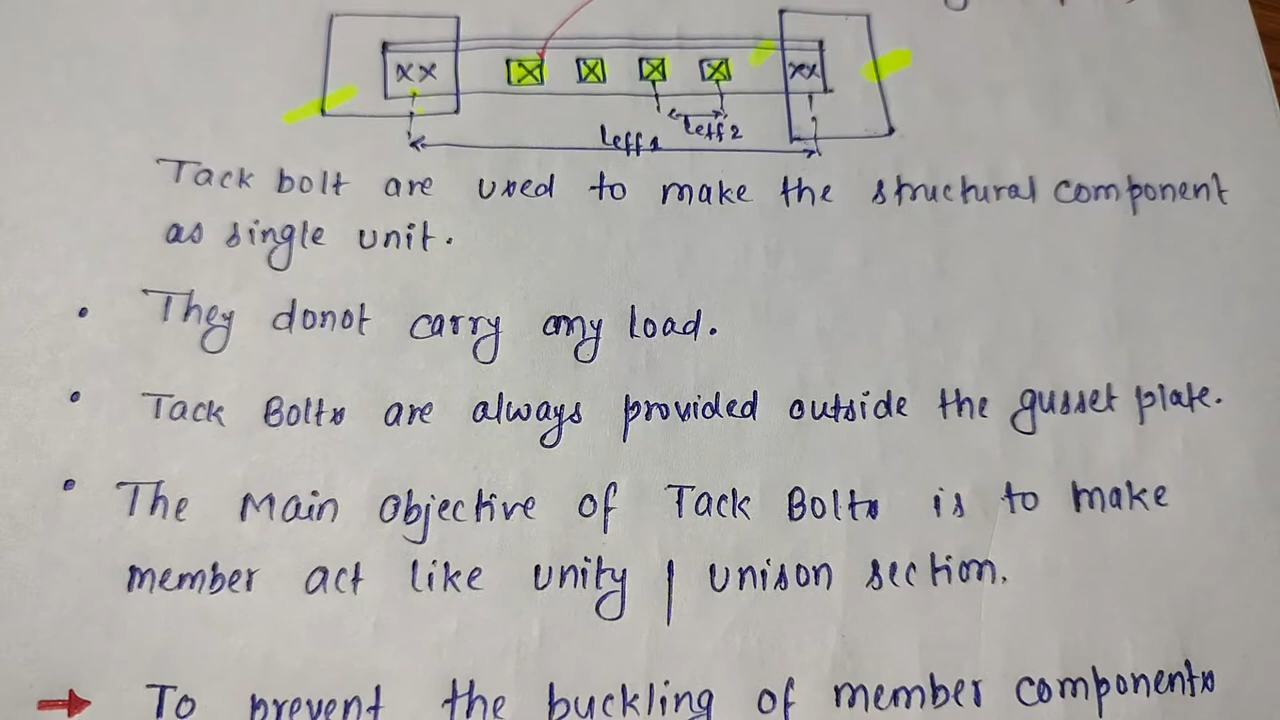 xx
xx
leff2
leff1
Tack bolt are used to make the structural component
as single unit.
• They donot carry any load.
• Tack Bolts are always provided outside the gusset plate.
• The Main Objective of Tack Bolts is to make
member act like unity / unison section.
→ To prevent the buckling of member components